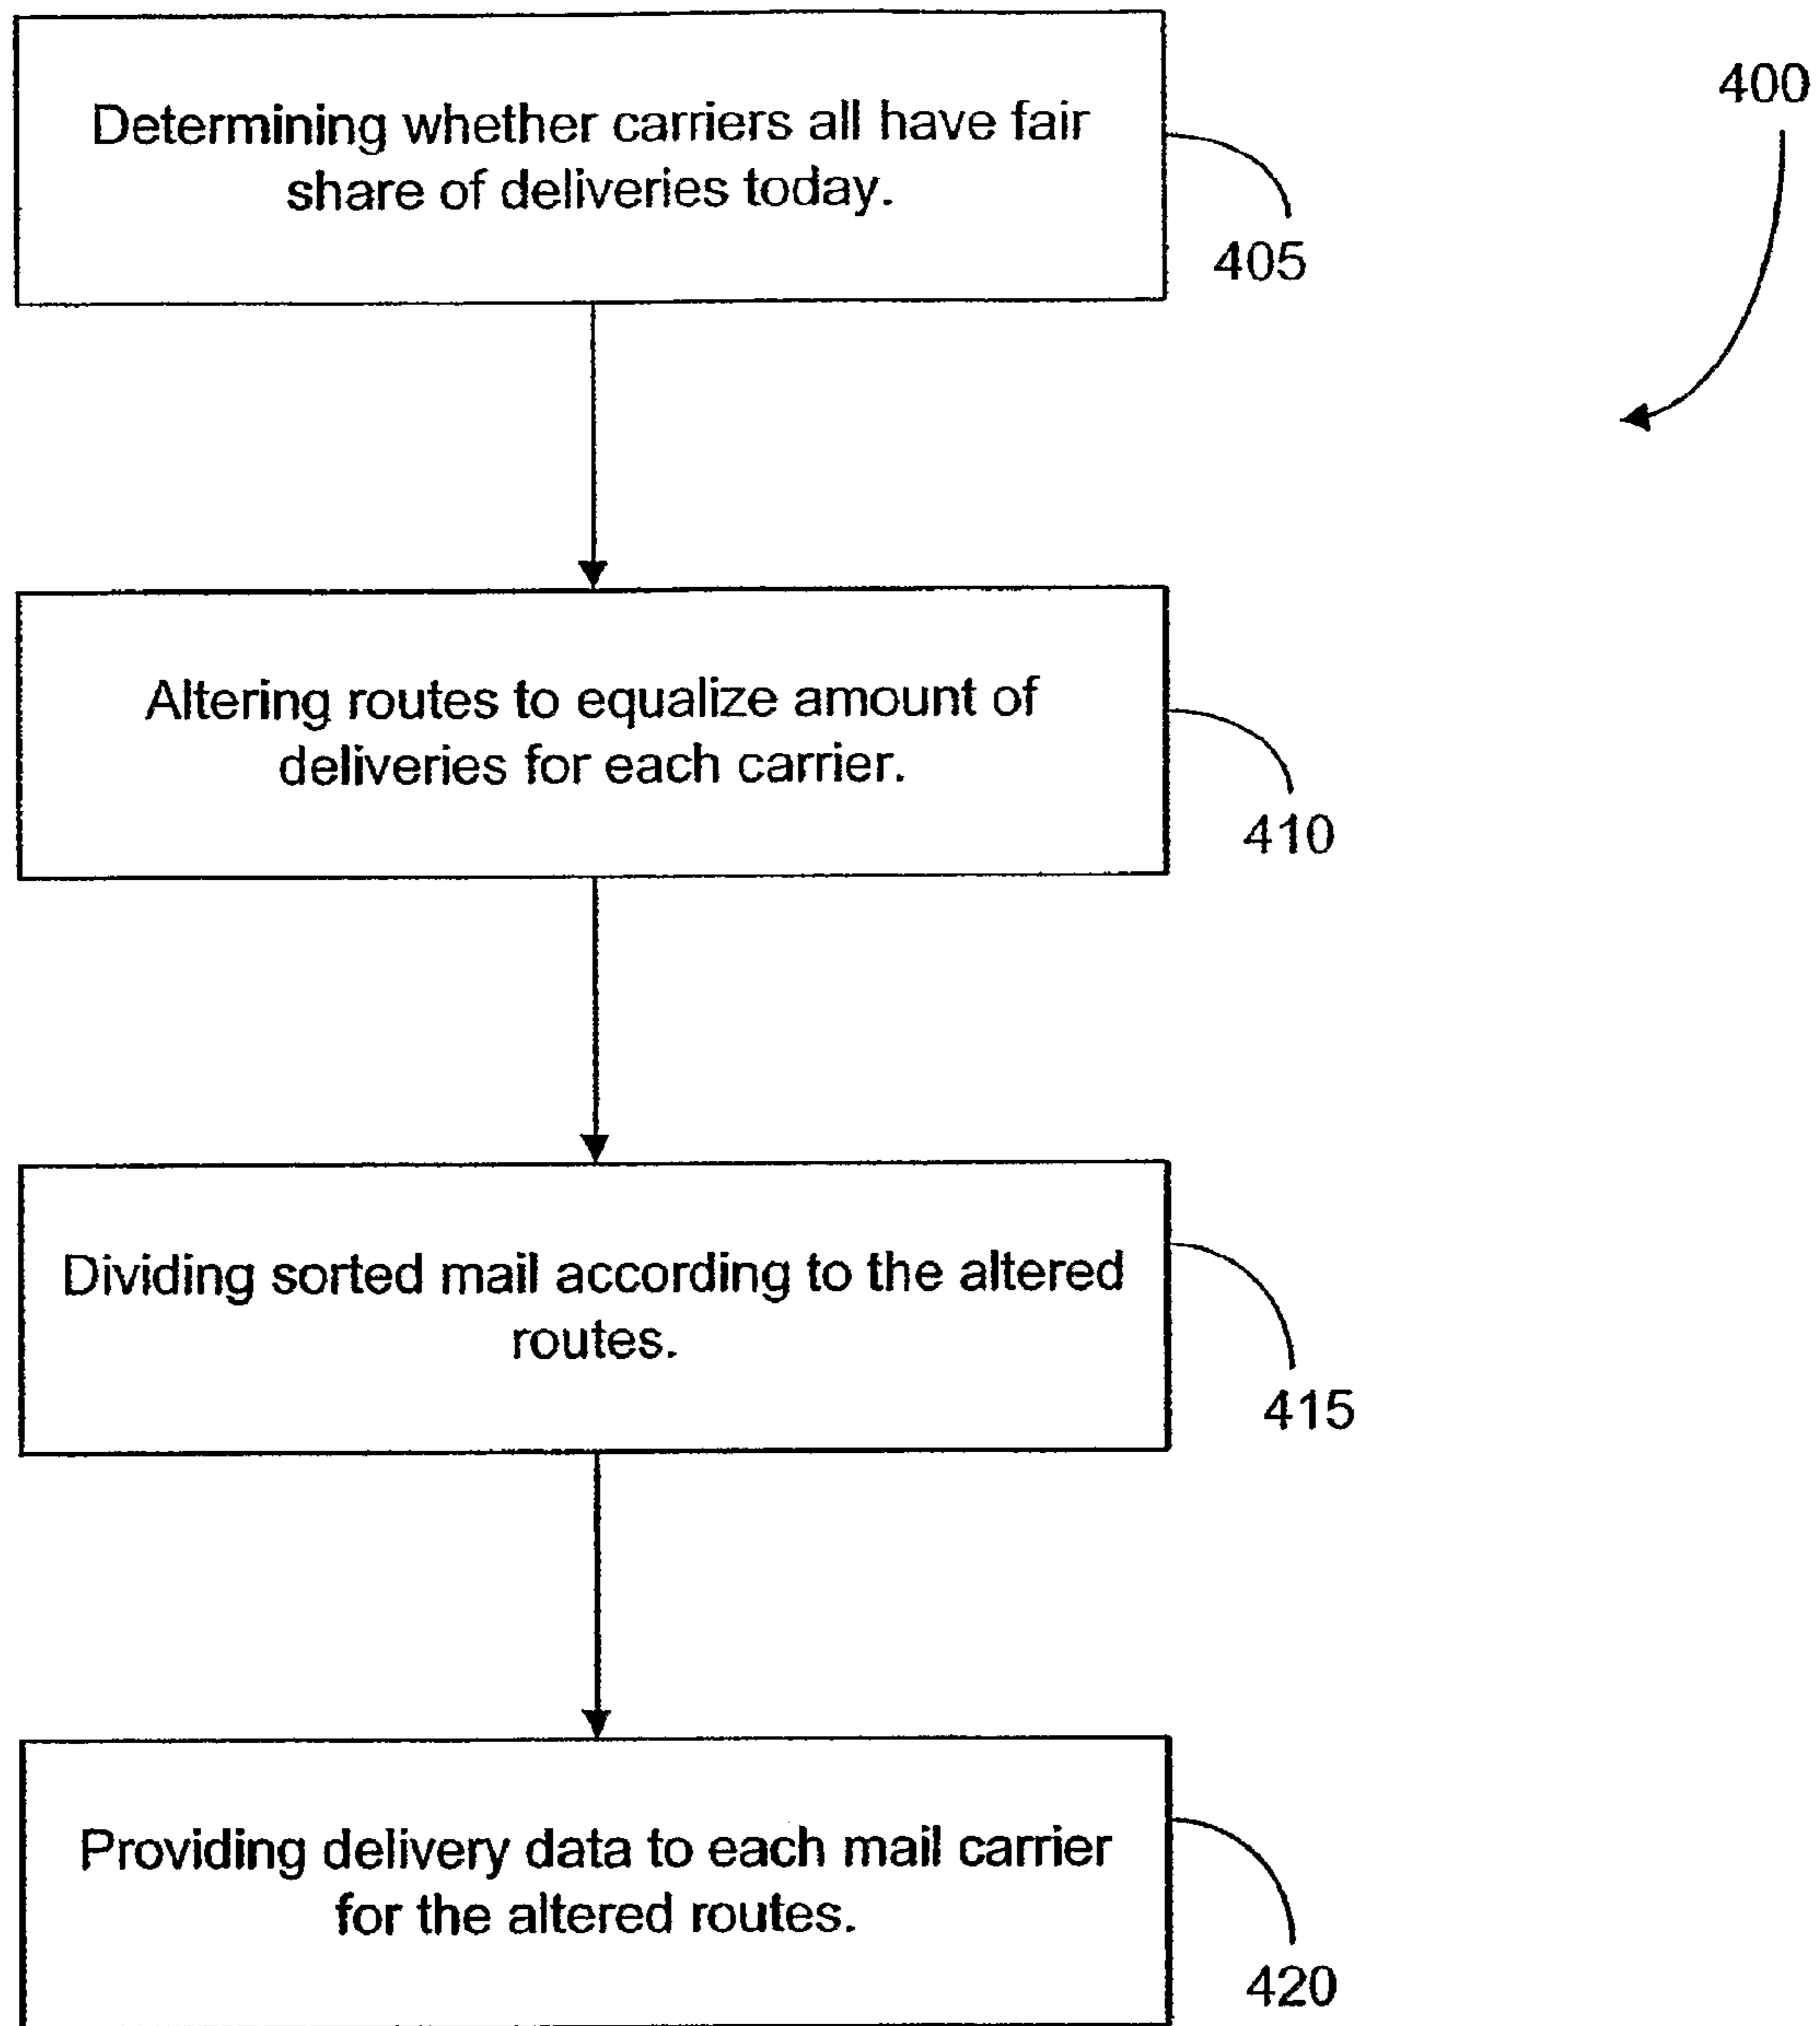 Determining whether carriers all have fair
share of deliveries today.
400
405
Altering routes to equalize amount of
deliveries for each carrier.
410
Dividing sorted mail according to the altered
routes.
415
Providing delivery data to each mail carrier
for the altered routes.
420